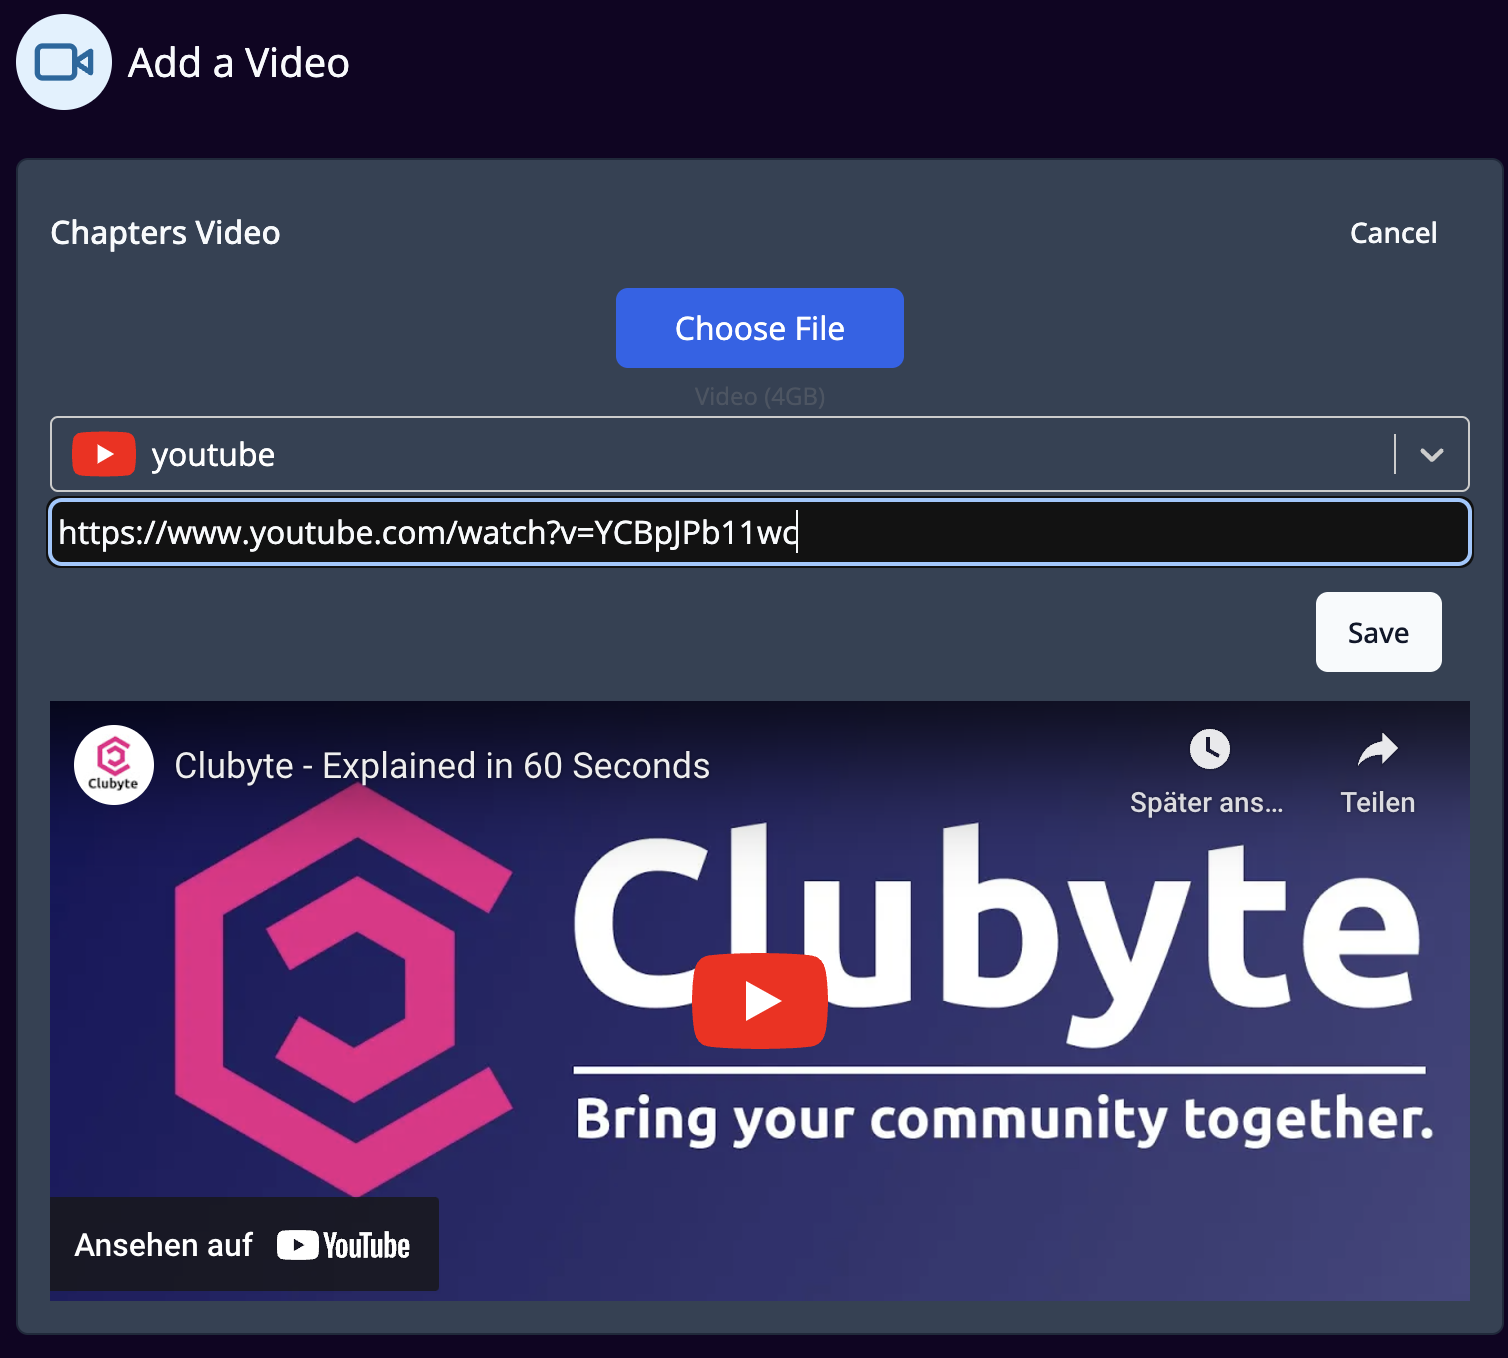 Add a Video
Chapters Video
Cancel
Choose File
Video (4GB)
youtube
https://www.youtube.com/watch?v=YCBpJPb11wc
Save
Clubyte
Clubyte - Explained in 60 Seconds
Später ans...
Teilen
Clubyte
Bring your community together.
Ansehen auf YouTube